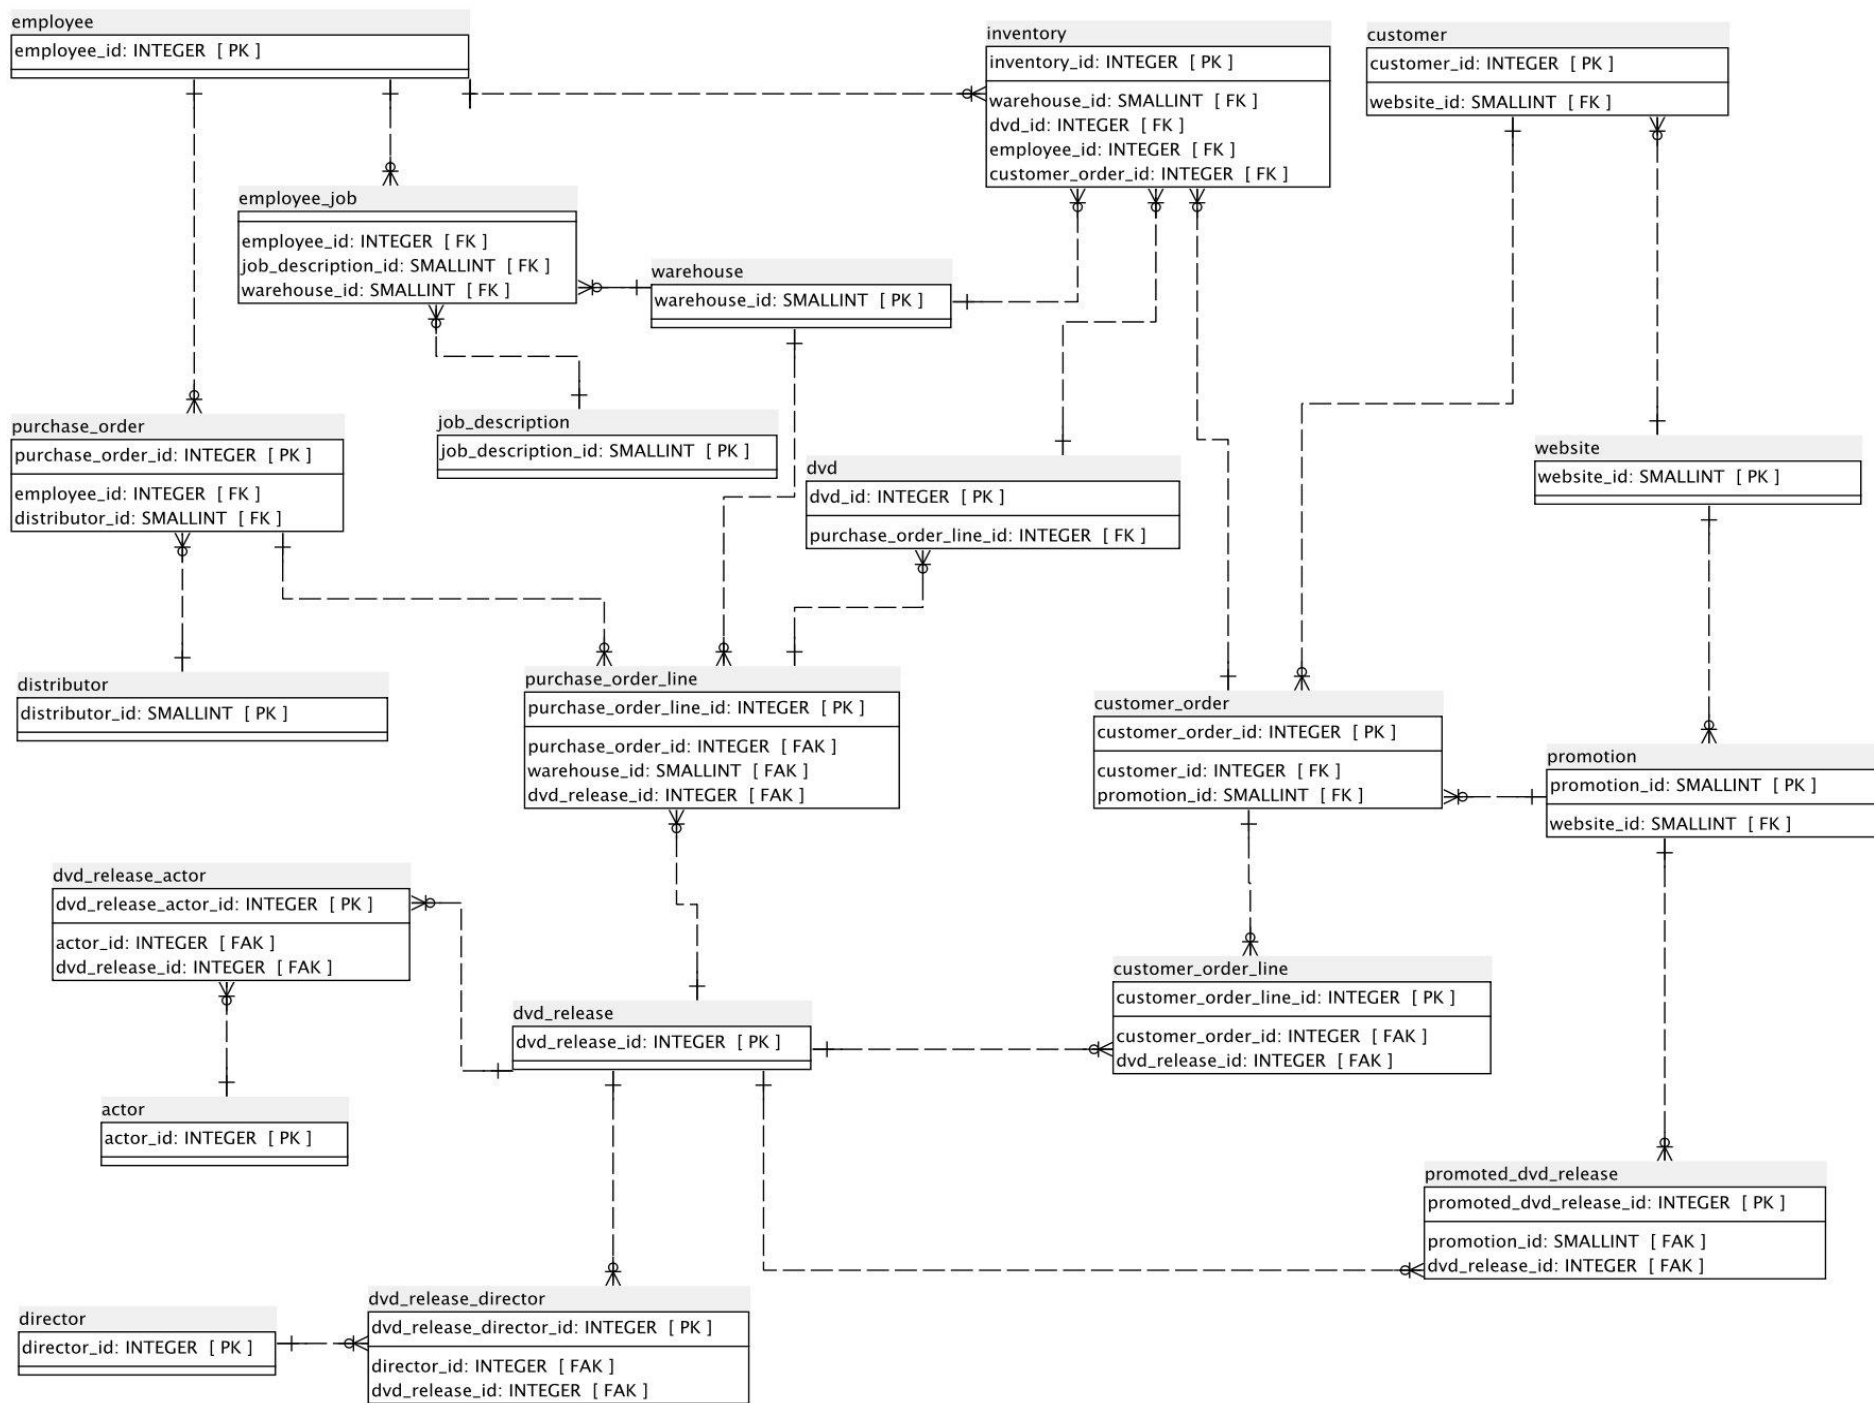 employee
employee_id: INTEGER [ PK ]
inventory
inventory_id: INTEGER [ PK ]
warehouse_id: SMALLINT [ FK ]
dvd_id: INTEGER [ FK ]
employee_id: INTEGER [ FK ]
customer_order_id: INTEGER [ FK ]
customer
customer_id: INTEGER [ PK ]
website_id: SMALLINT [ FK ]
employee_job
employee_id: INTEGER [ FK ]
job_description_id: SMALLINT [ FK ]
warehouse_id: SMALLINT [ FK ]
warehouse
warehouse_id: SMALLINT [ PK ]
purchase_order
purchase_order_id: INTEGER [ PK ]
employee_id: INTEGER [ FK ]
distributor_id: SMALLINT [ FK ]
job_description
job_description_id: SMALLINT [ PK ]
dvd
dvd_id: INTEGER [ PK ]
purchase_order_line_id: INTEGER [ FK ]
website
website_id: SMALLINT [ PK ]
distributor
distributor_id: SMALLINT [ PK ]
purchase_order_line
purchase_order_line_id: INTEGER [ PK ]
purchase_order_id: INTEGER [ FAK ]
warehouse_id: SMALLINT [ FAK ]
dvd_release_id: INTEGER [ FAK ]
customer_order
customer_order_id: INTEGER [ PK ]
customer_id: INTEGER [ FK ]
promotion_id: SMALLINT [ FK ]
promotion
promotion_id: SMALLINT [ PK ]
website_id: SMALLINT [ FK ]
dvd_release_actor
dvd_release_actor_id: INTEGER [ PK ]
actor_id: INTEGER [ FAK ]
dvd_release_id: INTEGER [ FAK ]
dvd_release
dvd_release_id: INTEGER [ PK ]
customer_order_line
customer_order_line_id: INTEGER [ PK ]
customer_order_id: INTEGER [ FAK ]
dvd_release_id: INTEGER [ FAK ]
actor
actor_id: INTEGER [ PK ]
promoted_dvd_release
promoted_dvd_release_id: INTEGER [ PK ]
promotion_id: SMALLINT [ FAK ]
dvd_release_id: INTEGER [ FAK ]
director
director_id: INTEGER [ PK ]
dvd_release_director
dvd_release_director_id: INTEGER [ PK ]
director_id: INTEGER [ FAK ]
dvd_release_id: INTEGER [ FAK ]